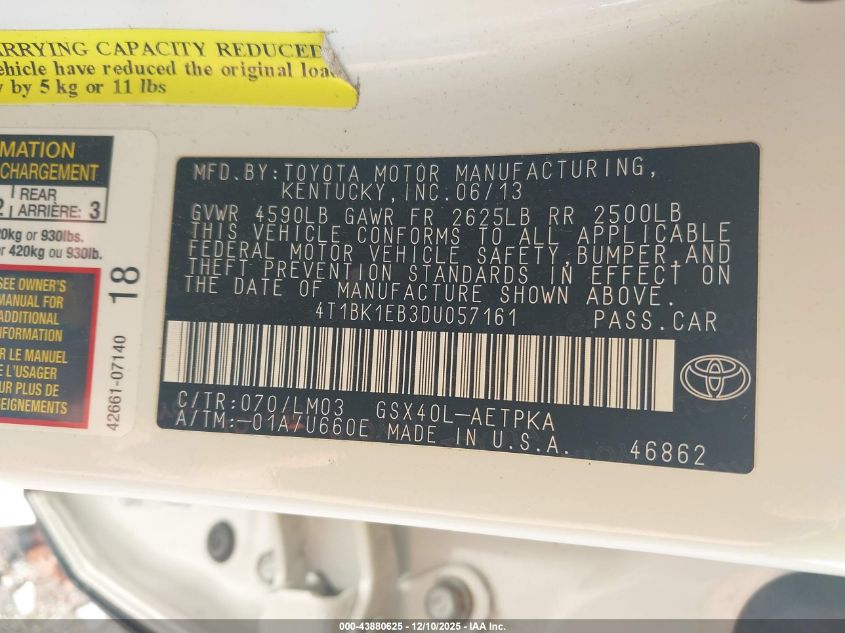 ARRYING CAPACITY REDUCED
ehicle have reduced the original loa
y by 5 kg or 11 lbs
MATION
CHARGEMENT
2 REAR
ARRIÈRE: 3
0kg or 930lbs.
r 420kg ou 930lb.
SEE OWNER'S
MANUAL FOR
ADDITIONAL
INFORMATION
R LE MANUEL
L'USAGER
UR PLUS DE
IGNEMENTS
18
42661-07140
MFD.BY:TOYOTA MOTOR MANUFACTURING,
KENTUCKY, INC.06/13
GVWR 4590LB GAWR FR 2625LB RR 2500LB
THIS VEHICLE CONFORMS TO ALL APPLICABLE
FEDERAL MOTOR VEHICLE SAFETY,BUMPER,AND
THEFT PREVENTION STANDARDS IN EFFECT ON
THE DATE OF MANUFACTURE SHOWN ABOVE.
4T1BK1EB3DU057161 PASS.CAR
C/TR:070/LM03 GSX40L-AETPKA
A/TM:-01A/U660E MADE IN U.S.A.
46862
000-43880625 - 12/10/2025 - IAA Inc.